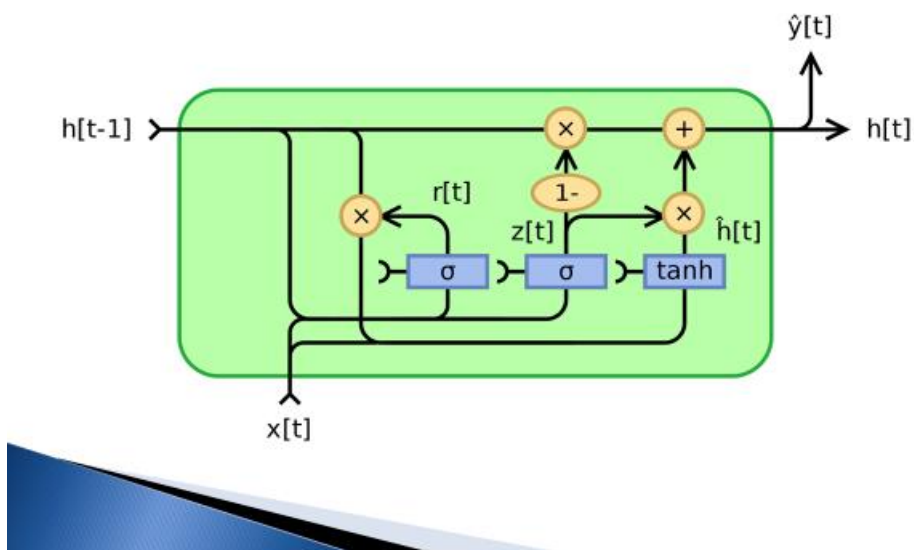 ŷ[t]
h[t-1]
×
+
h[t]
1-
r[t]
×
×
z[t]
ĥ[t]
σ
σ
tanh
x[t]